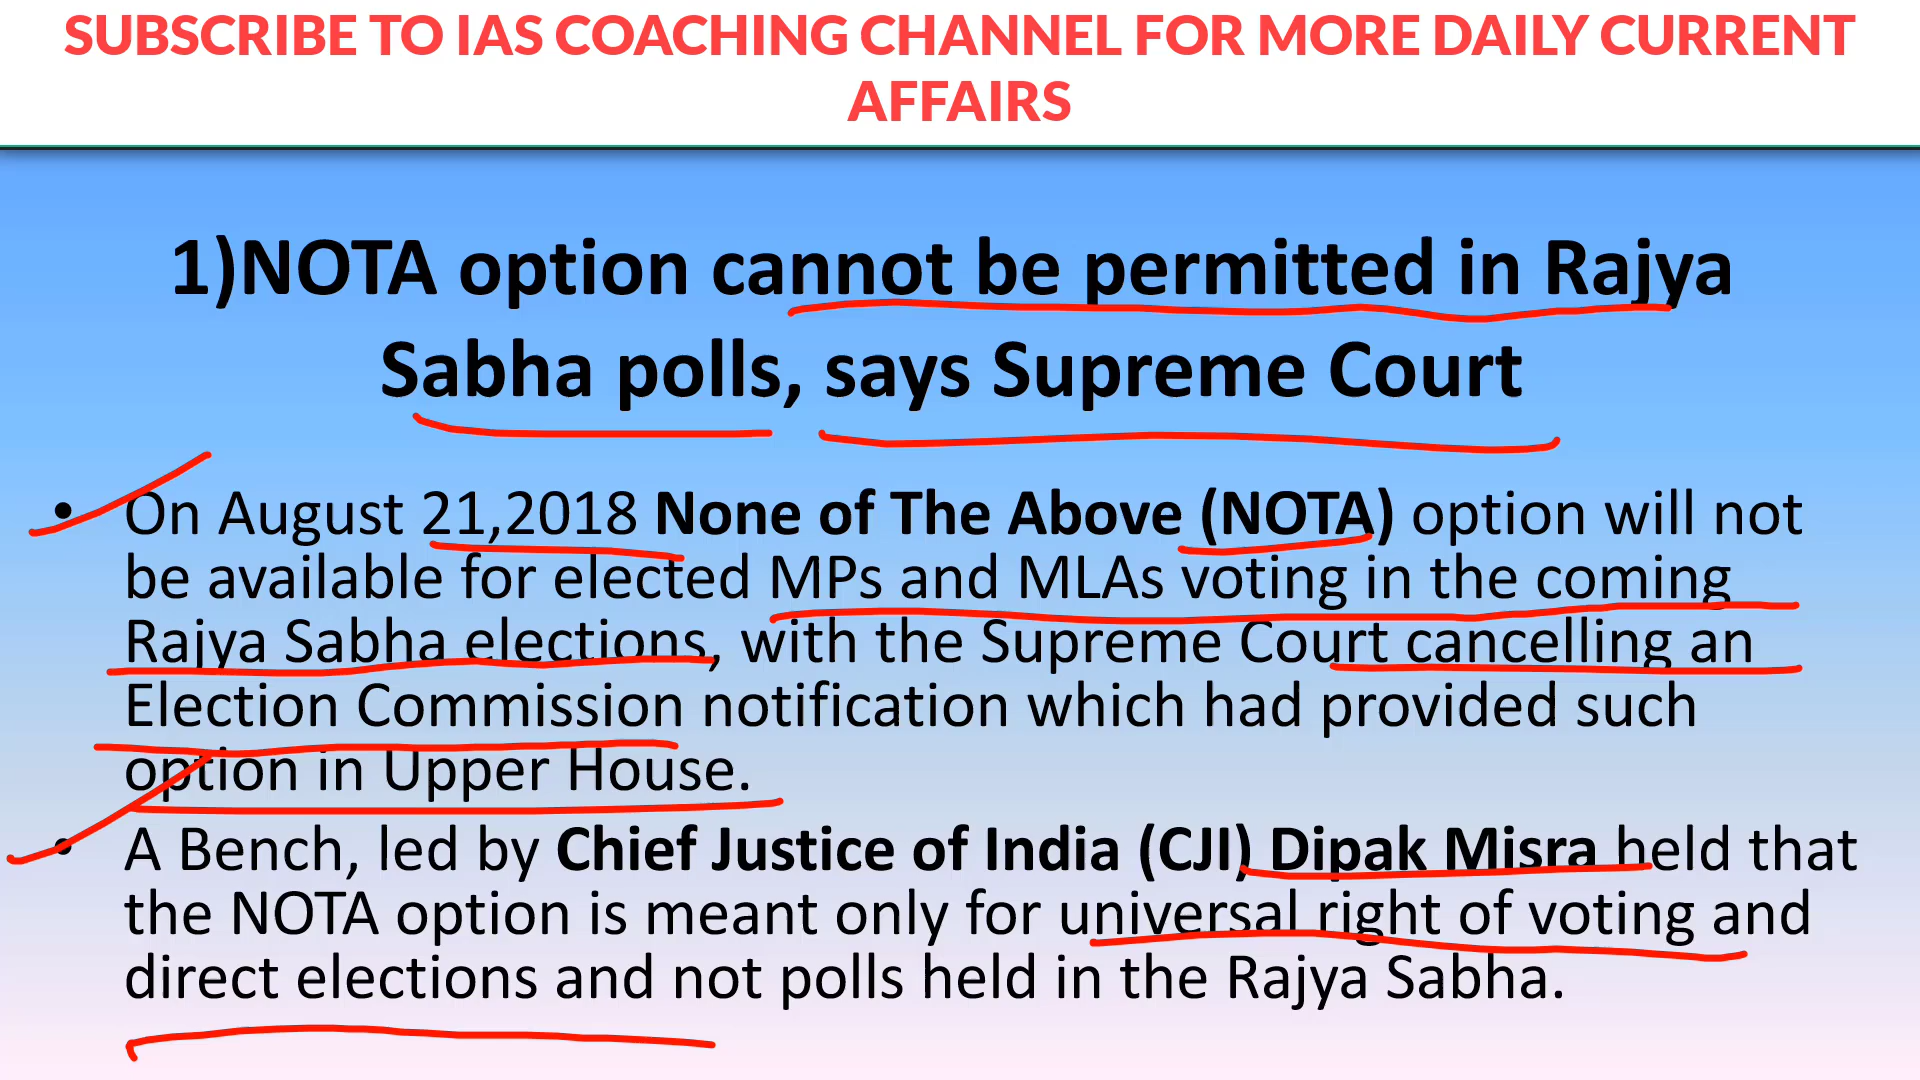 SUBSCRIBE TO IAS COACHING CHANNEL FOR MORE DAILY CURRENT
AFFAIRS
1)NOTA option cannot be permitted in Rajya
Sabha polls, says Supreme Court
• On August 21,2018 None of The Above (NOTA) option will not
be available for elected MPs and MLAs voting in the coming
Rajya Sabha elections, with the Supreme Court cancelling an
Election Commission notification which had provided such
option in Upper House.
• A Bench, led by Chief Justice of India (CJI) Dipak Misra held that
the NOTA option is meant only for universal right of voting and
direct elections and not polls held in the Rajya Sabha.